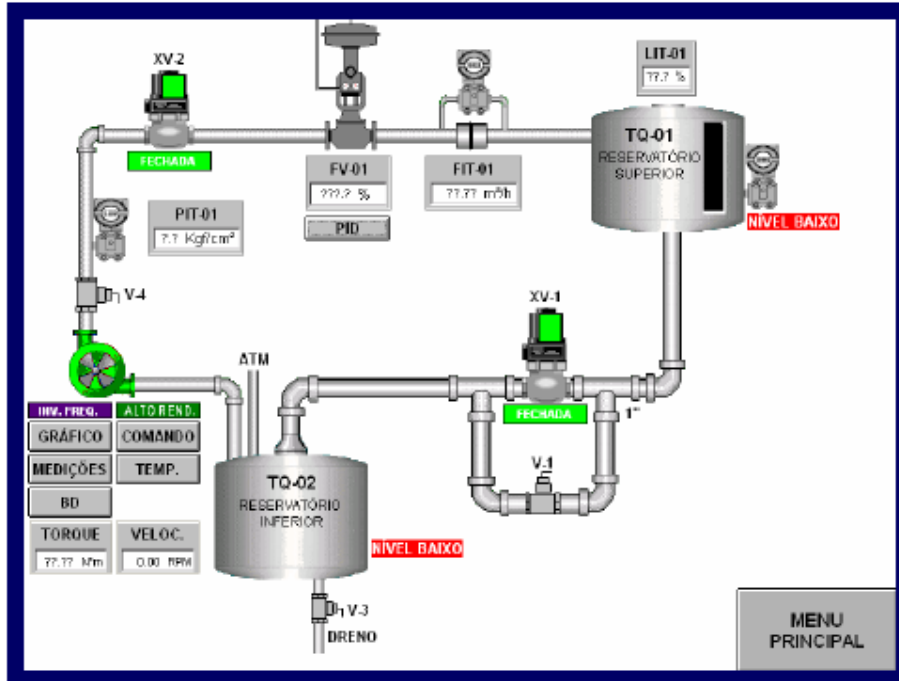 XV-2
LIT-01
??.? %
TQ-01
RESERVATÓRIO
SUPERIOR
FECHADA
FV-01
???.? %
PID
FIT-01
??.?? m³/h
PIT-01
?.? Kgf/cm²
NÍVEL BAIXO
V-4
XV-1
ATM
FECHADA
1"
INV. FREQ.
ALTO REND.
GRÁFICO
COMANDO
MEDIÇÕES
TEMP.
BD
V-1
TQ-02
RESERVATÓRIO
INFERIOR
TORQUE
VELOC.
??.?? N*m
0.00 RPM
NÍVEL BAIXO
V-3
DRENO
MENU
PRINCIPAL